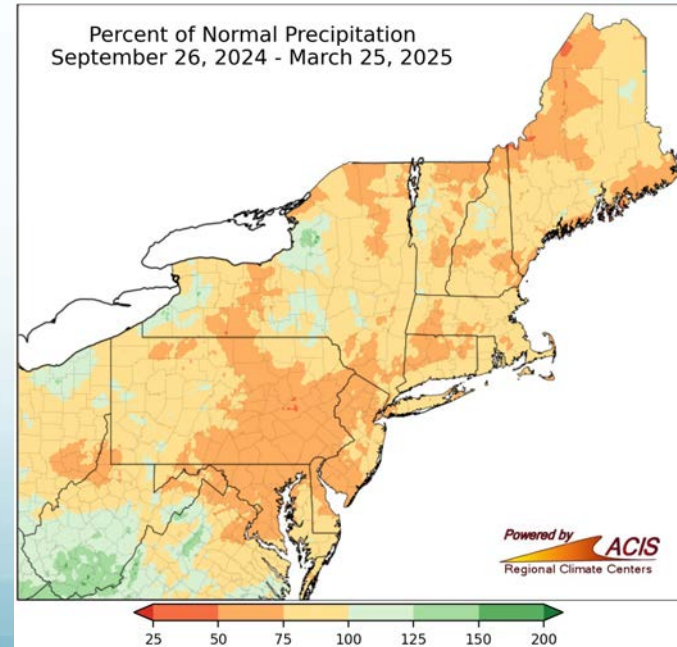 Percent of Normal Precipitation
September 26, 2024 - March 25, 2025
Powered by
ACIS
Regional Climate Centers
25 50 75 100 125 150 200